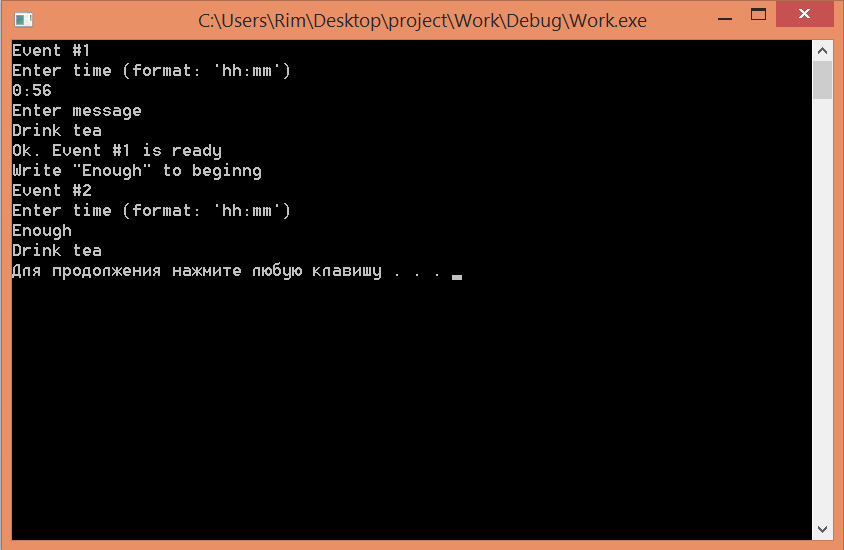 C:\Users\Rim\Desktop\project\Work\Debug\Work.exe
Event #1
Enter time (format: 'hh:mm')
0:56
Enter message
Drink tea
Ok. Event #1 is ready
Write "Enough" to beginng
Event #2
Enter time (format: 'hh:mm')
Enough
Drink tea
Для продолжения нажмите любую клавишу . . .